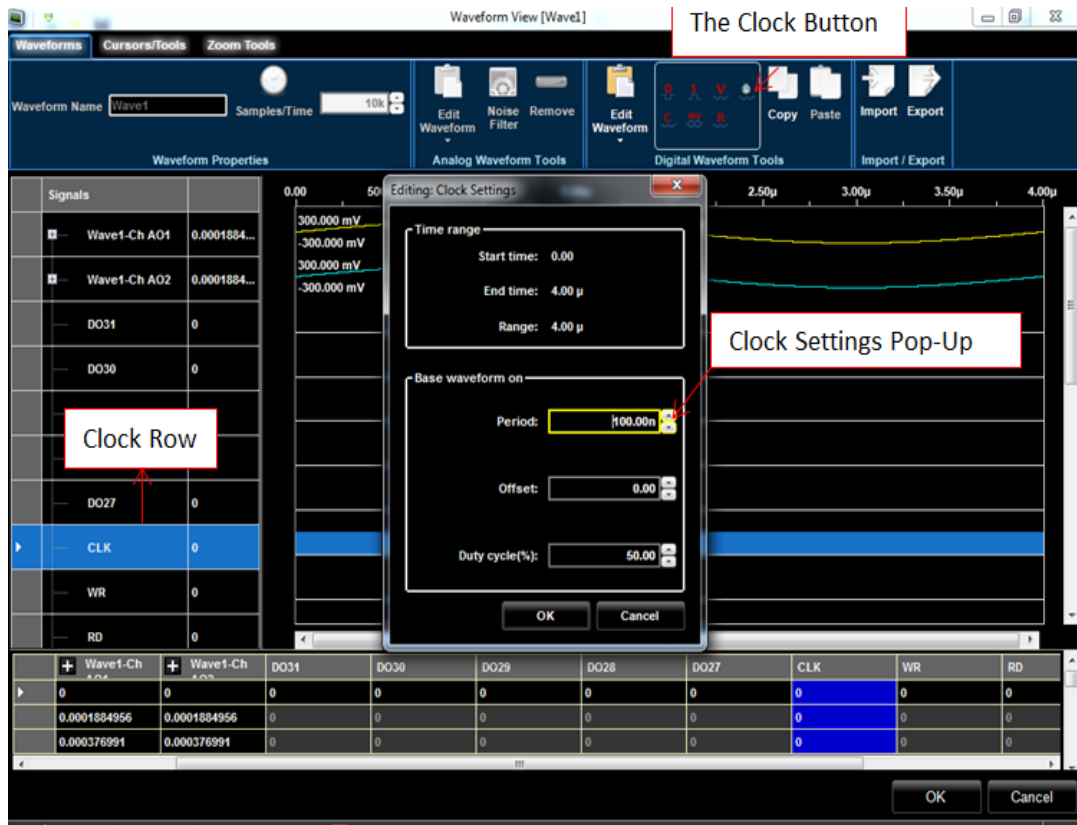 Waveform View [Wave1]
The Clock Button
Waveforms Cursors/Tools Zoom Tools
Waveform Name Wave1 Samples/Time 10k
Edit Waveform
Noise Filter
Remove
Edit Waveform
0 1 V
C INV R
Copy Paste
Import Export
Waveform Properties Analog Waveform Tools Digital Waveform Tools Import / Export
Signals
0.00 50 2.50µ 3.00µ 3.50µ 4.00µ
Editing: Clock Settings
Wave1-Ch AO1 0.0001884... 300.000 mV
-300.000 mV
Wave1-Ch AO2 0.0001884... 300.000 mV
-300.000 mV
DO31 0
DO30 0
Clock Row
DO27 0
CLK 0
WR 0
RD 0
Time range
Start time: 0.00
End time: 4.00 µ
Range: 4.00 µ
Clock Settings Pop-Up
Base waveform on
Period: 100.00n
Offset: 0.00
Duty cycle(%): 50.00
OK Cancel
Wave1-Ch Wave1-Ch DO31 DO30 DO29 DO28 DO27 CLK WR RD
0 0 0 0 0 0 0 0 0 0
0.0001884956 0.0001884956 0 0 0 0 0 0 0 0
0.000376991 0.000376991 0 0 0 0 0 0 0 0
OK Cancel